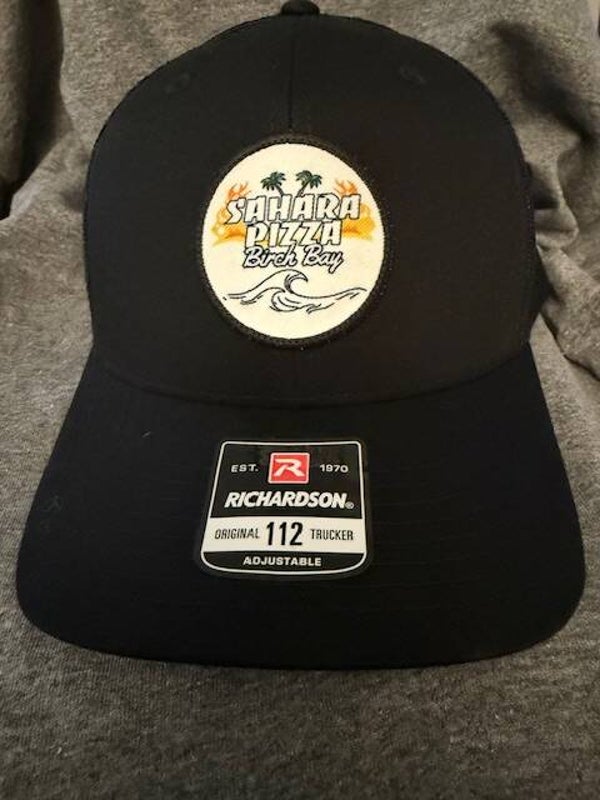 SAHARA
PIZZA
Birch Bay
EST. R 1970
RICHARDSON®
ORIGINAL 112 TRUCKER
ADJUSTABLE